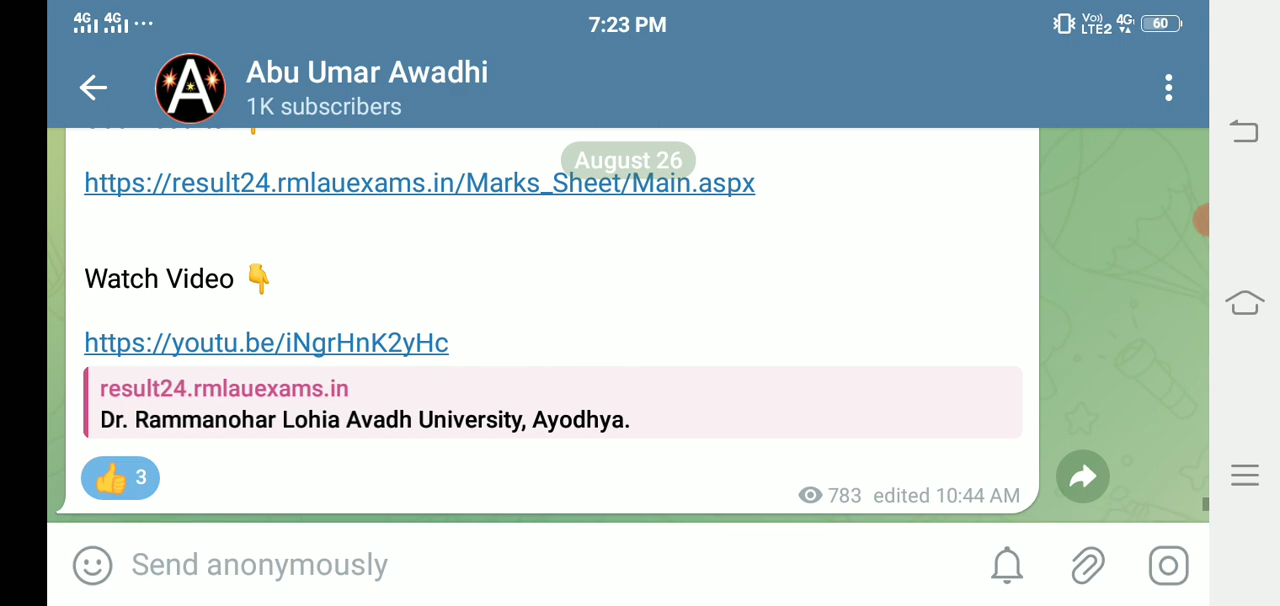 4G 4G
7:23 PM
Vo)) LTE2 4G 60
Abu Umar Awadhi
1K subscribers
August 26
https://result24.rmlauexams.in/Marks_Sheet/Main.aspx
Watch Video 👇
https://youtu.be/iNgrHnK2yHc
result24.rmlauexams.in
Dr. Rammanohar Lohia Avadh University, Ayodhya.
👍 3
783 edited 10:44 AM
Send anonymously